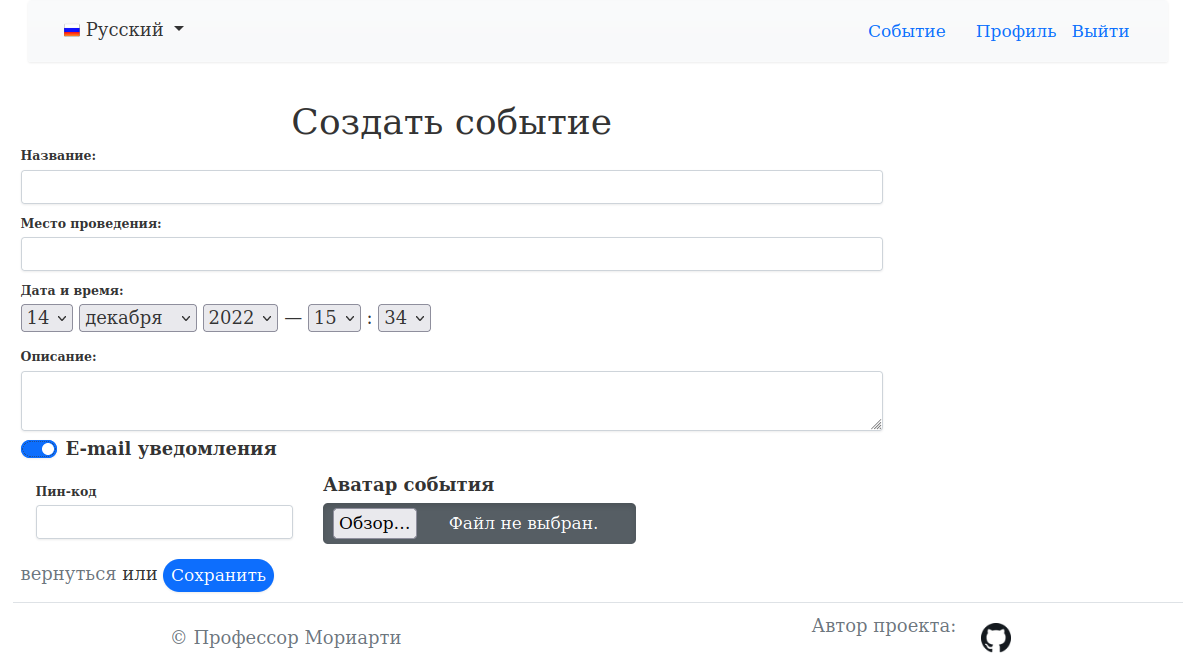 Русский Событие Профиль Выйти
Создать событие
Название:
Место проведения:
Дата и время:
14 декабря 2022 — 15 : 34
Описание:
E-mail уведомления
Аватар события
Пин-код
Обзор... Файл не выбран.
вернуться или Сохранить
Автор проекта:
© Профессор Мориарти